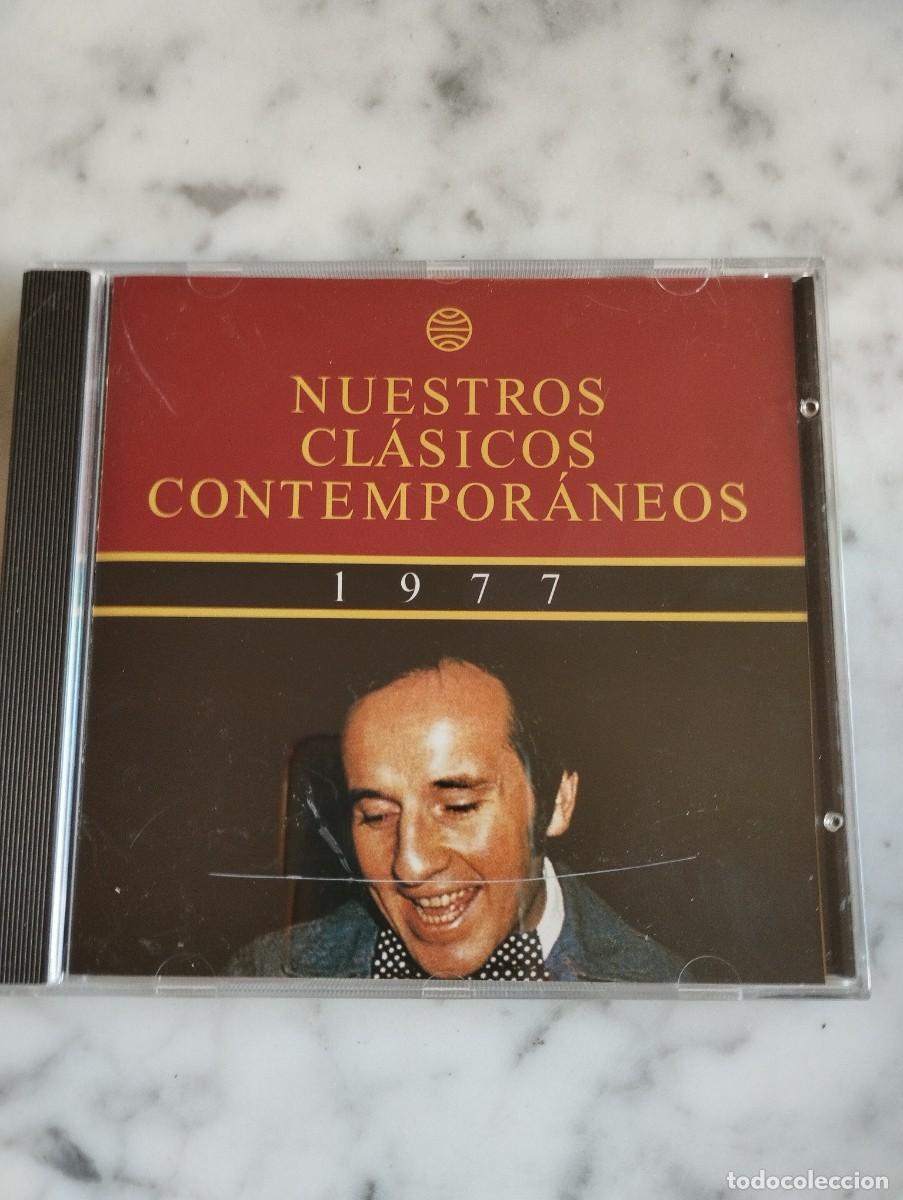 NUESTROS
CLÁSICOS
CONTEMPORÁNEOS
1977
todocoleccion